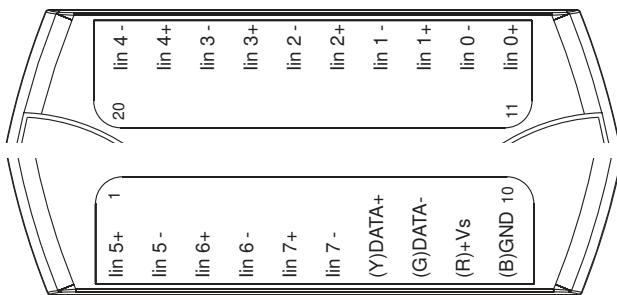 Iin 4 -
Iin 4+
Iin 3 -
Iin 3+
Iin 2 -
Iin 2+
Iin 1 -
Iin 1+
Iin 0 -
Iin 0+
20
11
1
10
Iin 5+
Iin 5 -
Iin 6+
Iin 6 -
Iin 7+
Iin 7 -
(Y)DATA+
(G)DATA-
(R)+Vs
(B)GND